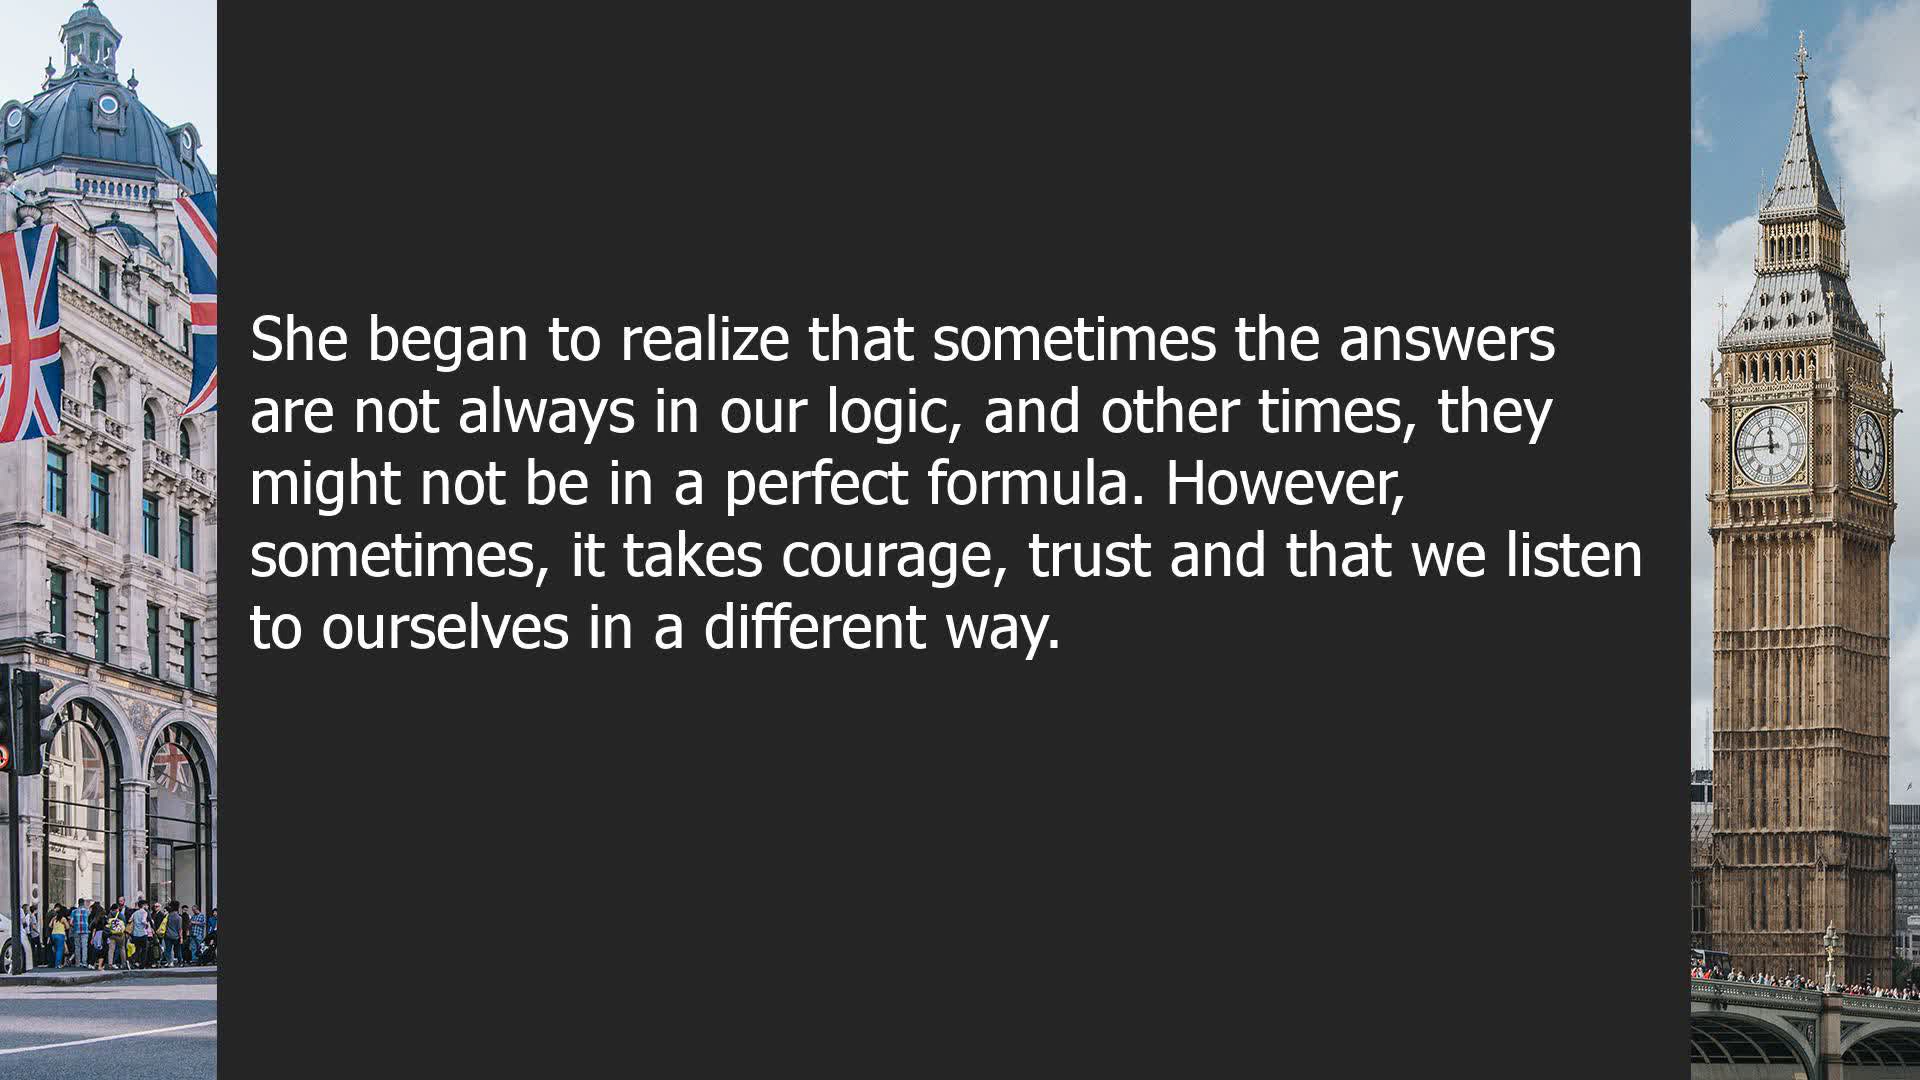 She began to realize that sometimes the answers
are not always in our logic, and other times, they
might not be in a perfect formula. However,
sometimes, it takes courage, trust and that we listen
to ourselves in a different way.